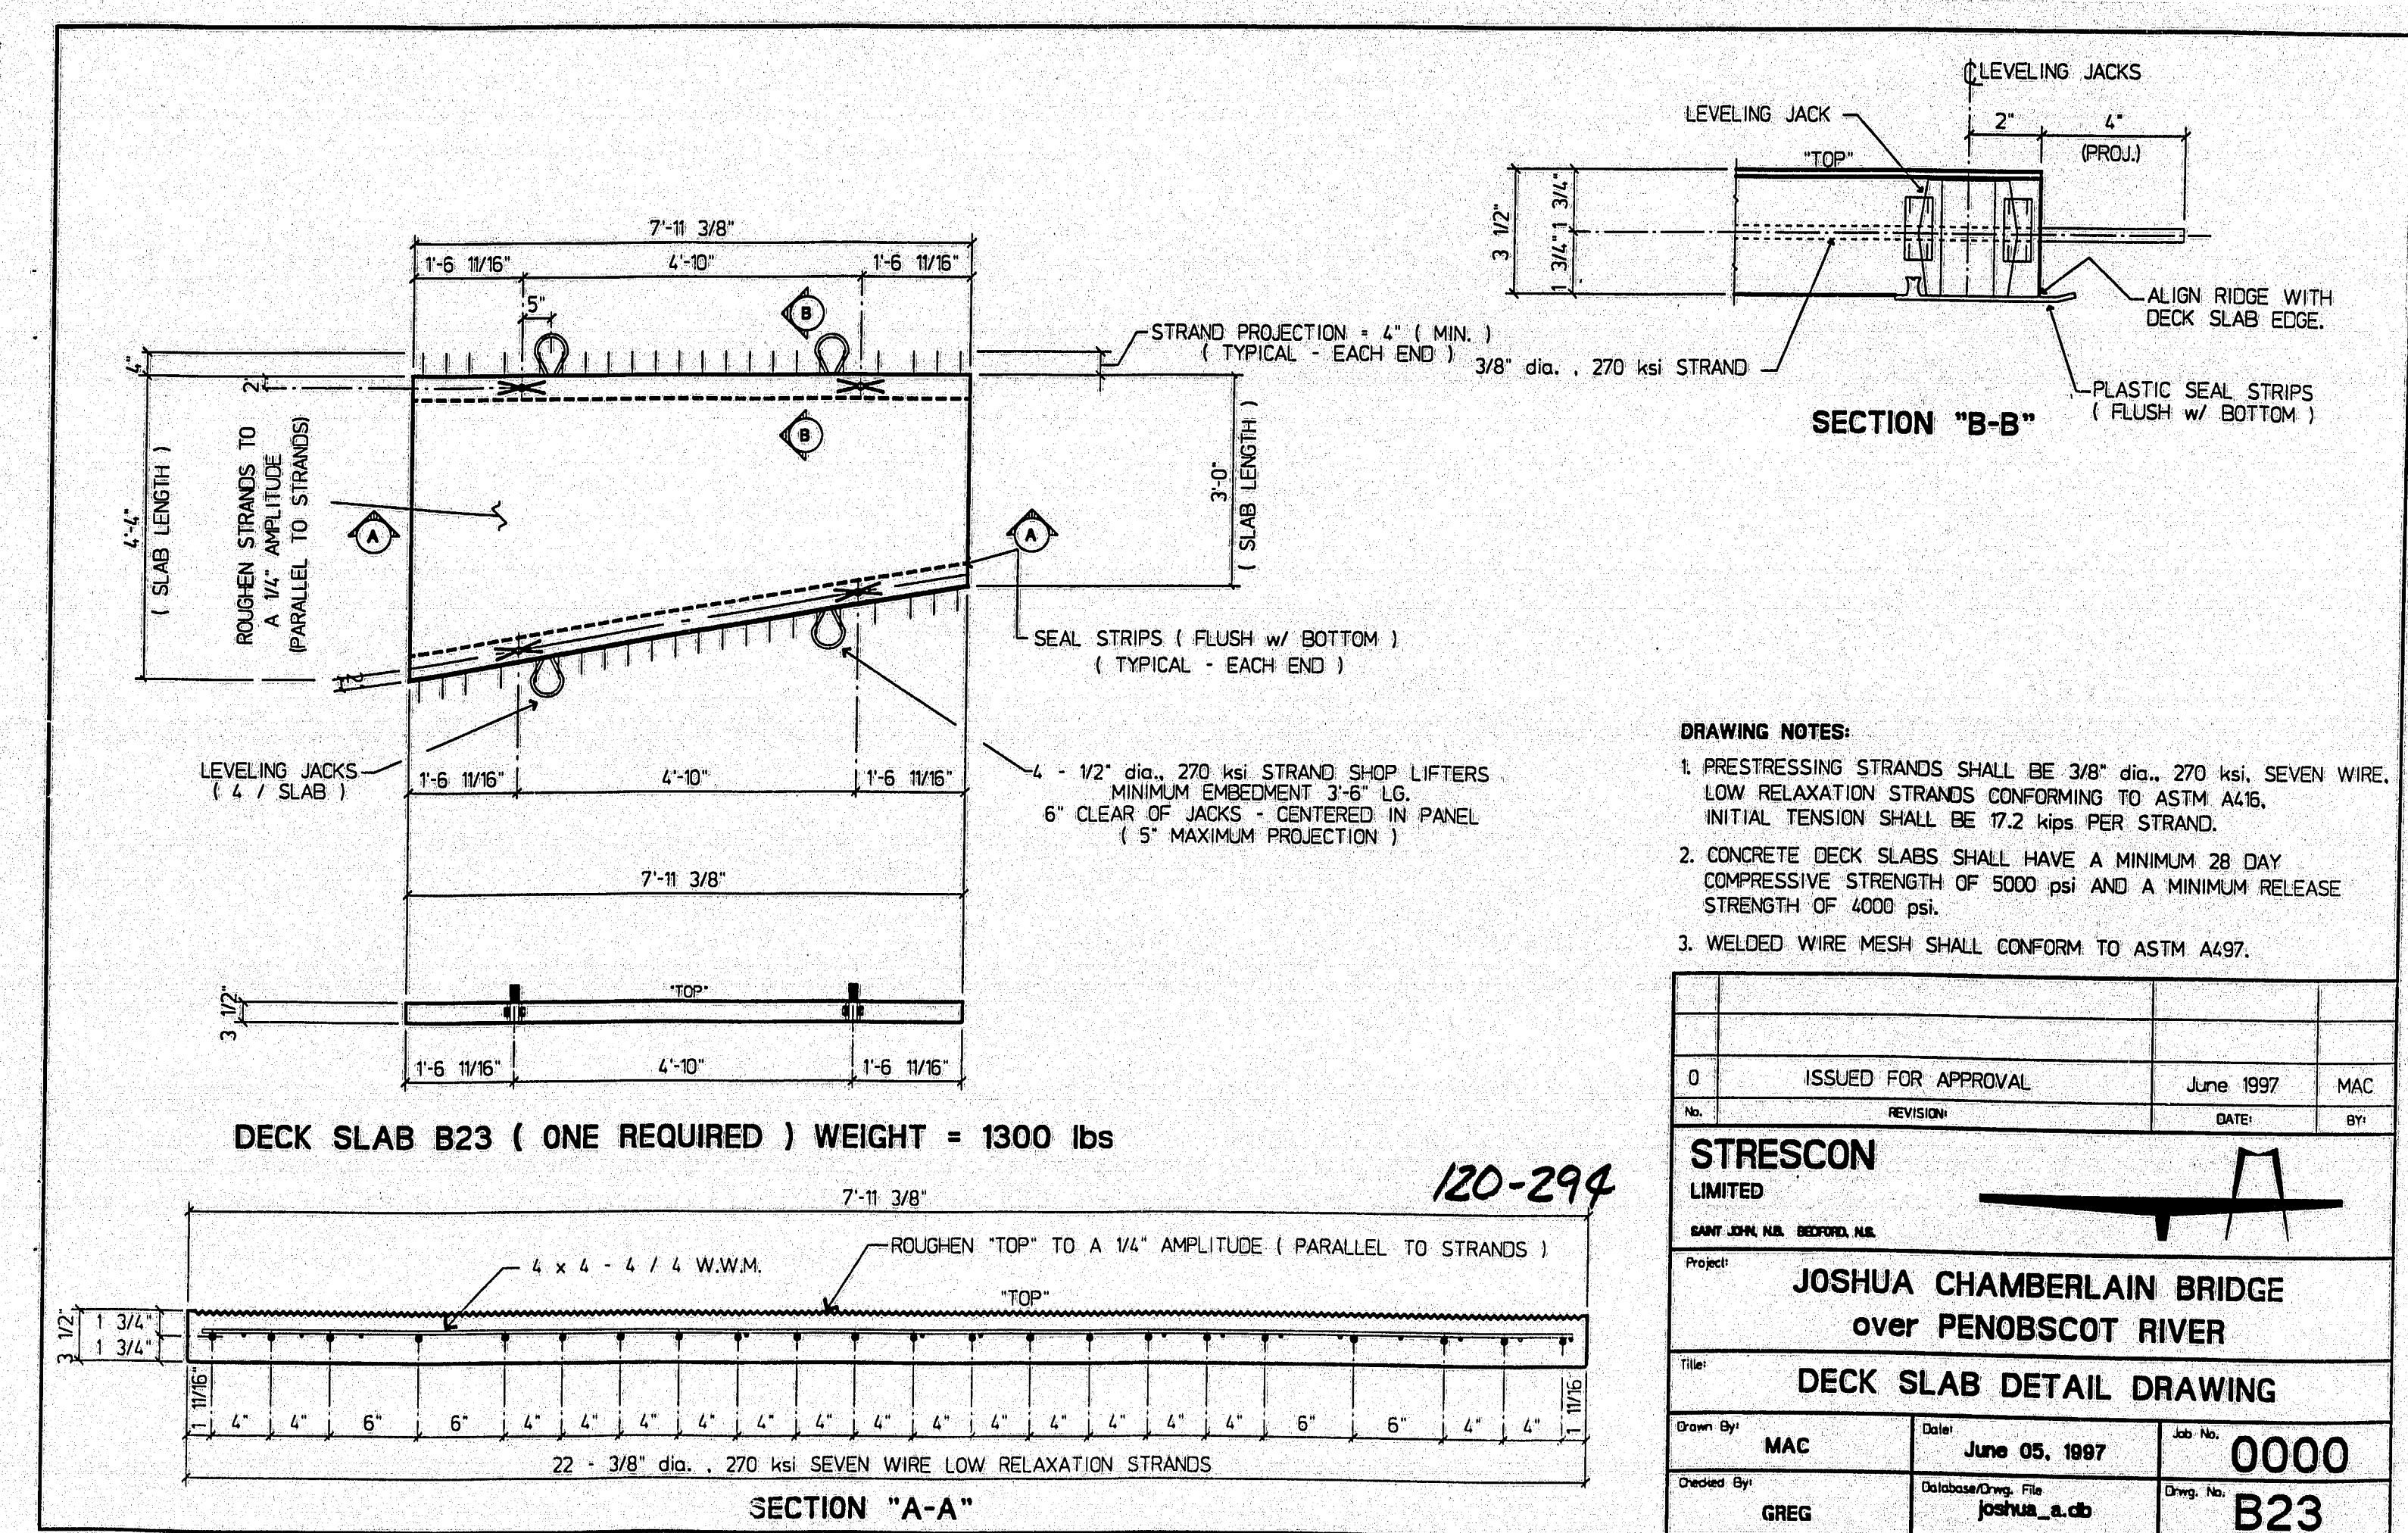 7'-11 3/8"
1'-6 11/16"
4'-10"
1'-6 11/16"
5"
B
4"
2"
STRAND PROJECTION = 4" ( MIN. )
( TYPICAL - EACH END )
4'-4"
( SLAB LENGTH )
ROUGHEN STRANDS TO
A 1/4" AMPLITUDE
(PARALLEL TO STRANDS)
B
3'-0"
( SLAB LENGTH )
A
A
2"
SEAL STRIPS ( FLUSH w/ BOTTOM )
( TYPICAL - EACH END )
LEVELING JACKS
( 4 / SLAB )
1'-6 11/16"
4'-10"
1'-6 11/16"
4 - 1/2" dia., 270 ksi STRAND SHOP LIFTERS
MINIMUM EMBEDMENT 3'-6" LG.
6" CLEAR OF JACKS - CENTERED IN PANEL
( 5" MAXIMUM PROJECTION )
7'-11 3/8"
"TOP"
3 1/2"
1'-6 11/16"
4'-10"
1'-6 11/16"
DECK SLAB B23 ( ONE REQUIRED ) WEIGHT = 1300 lbs
120-294
7'-11 3/8"
ROUGHEN "TOP" TO A 1/4" AMPLITUDE ( PARALLEL TO STRANDS )
4 x 4 - 4 / 4 W.W.M.
"TOP"
3 1/2"
1 3/4"
1 3/4"
1 11/16"
4" 4" 6" 6" 4" 4" 4" 4" 4" 4" 4" 4" 4" 4" 4" 4" 4" 6" 6" 4" 4"
1 11/16"
22 - 3/8" dia. , 270 ksi SEVEN WIRE LOW RELAXATION STRANDS
SECTION "A-A"
℄ LEVELING JACKS
LEVELING JACK
2"
4"
(PROJ.)
"TOP"
3 1/2"
1 3/4"
1 3/4"
ALIGN RIDGE WITH
DECK SLAB EDGE.
3/8" dia. , 270 ksi STRAND
PLASTIC SEAL STRIPS
( FLUSH w/ BOTTOM )
SECTION "B-B"
DRAWING NOTES:
1. PRESTRESSING STRANDS SHALL BE 3/8" dia., 270 ksi, SEVEN WIRE,
LOW RELAXATION STRANDS CONFORMING TO ASTM A416.
INITIAL TENSION SHALL BE 17.2 kips PER STRAND.
2. CONCRETE DECK SLABS SHALL HAVE A MINIMUM 28 DAY
COMPRESSIVE STRENGTH OF 5000 psi AND A MINIMUM RELEASE
STRENGTH OF 4000 psi.
3. WELDED WIRE MESH SHALL CONFORM TO ASTM A497.
0 ISSUED FOR APPROVAL June 1997 MAC
No. REVISION: DATE: BY:
STRESCON
LIMITED
SAINT JOHN, N.B. BEDFORD, N.S.
Project:
JOSHUA CHAMBERLAIN BRIDGE
over PENOBSCOT RIVER
Title:
DECK SLAB DETAIL DRAWING
Drawn By:
MAC
Date:
June 05, 1997
Job No.
0000
Checked By:
GREG
Database/Drwg. File
joshua_a.db
Drwg. No.
B23